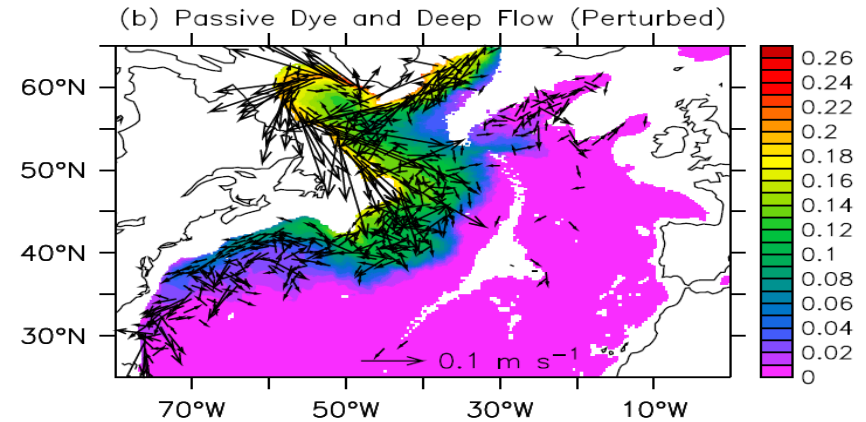 (b) Passive Dye and Deep Flow (Perturbed)
60°N
50°N
40°N
30°N
70°W
50°W
30°W
10°W
0.1 m s⁻¹
0.26
0.24
0.22
0.2
0.18
0.16
0.14
0.12
0.1
0.08
0.06
0.04
0.02
0